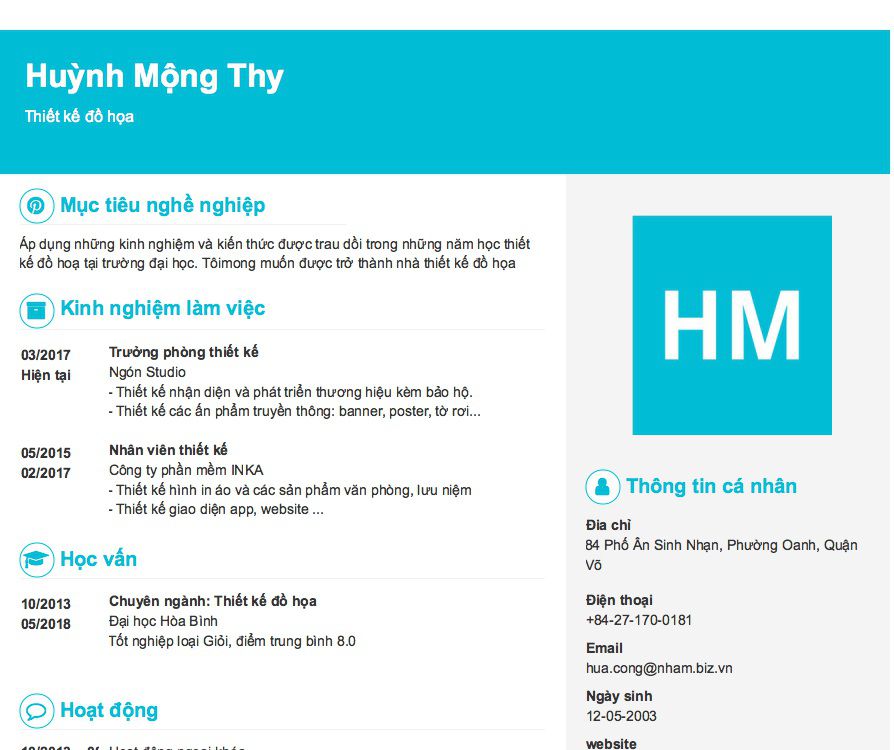 Huỳnh Mộng Thy
Thiết kế đồ họa
Mục tiêu nghề nghiệp
Áp dụng những kinh nghiệm và kiến thức được trau dồi trong những năm học thiết
kế đồ hoạ tại trường đại học. Tôimong muốn được trở thành nhà thiết kế đồ họa
Kinh nghiệm làm việc
03/2017
Hiện tại
Trưởng phòng thiết kế
Ngón Studio
- Thiết kế nhận diện và phát triển thương hiệu kèm bảo hộ.
- Thiết kế các ấn phẩm truyền thông: banner, poster, tờ rơi...
05/2015
02/2017
Nhân viên thiết kế
Công ty phần mềm INKA
- Thiết kế hình in áo và các sản phẩm văn phòng, lưu niệm
- Thiết kế giao diện app, website ...
Học vấn
10/2013
05/2018
Chuyên ngành: Thiết kế đồ họa
Đại học Hòa Bình
Tốt nghiệp loại Giỏi, điểm trung bình 8.0
Hoạt động
10/2013
Hoạt động ngoại khóa
HM
Thông tin cá nhân
Đia chỉ
84 Phố Ân Sinh Nhạn, Phường Oanh, Quận
Võ
Điện thoại
+84-27-170-0181
Email
hua.cong@nham.biz.vn
Ngày sinh
12-05-2003
website